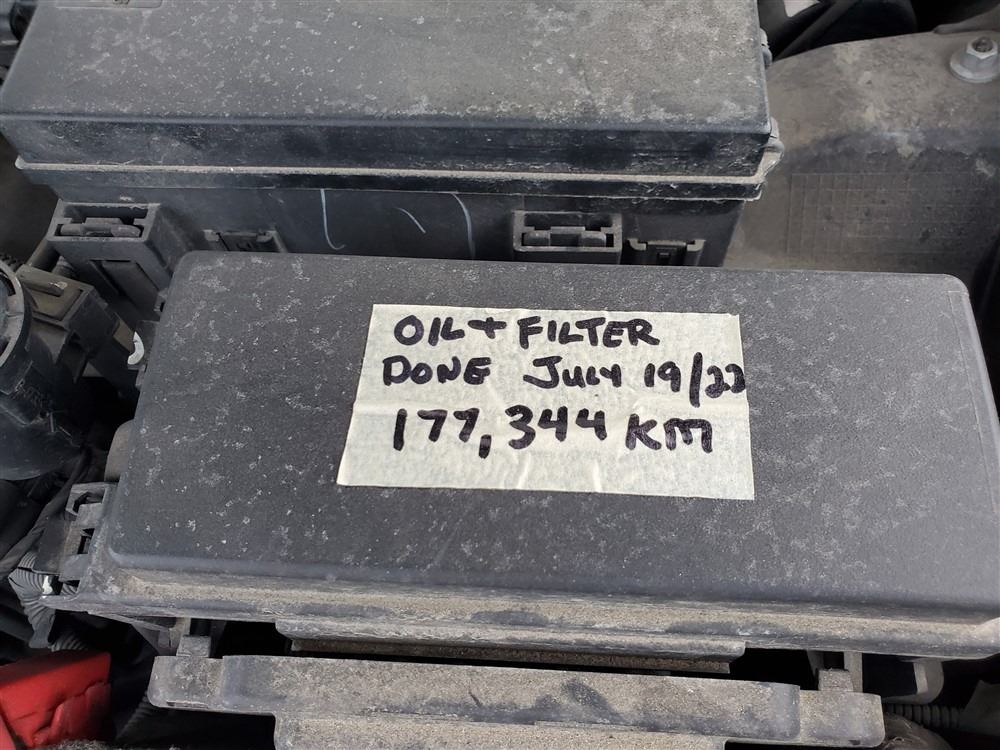 OIL + FILTER
DONE July 19/22
177,344 KM